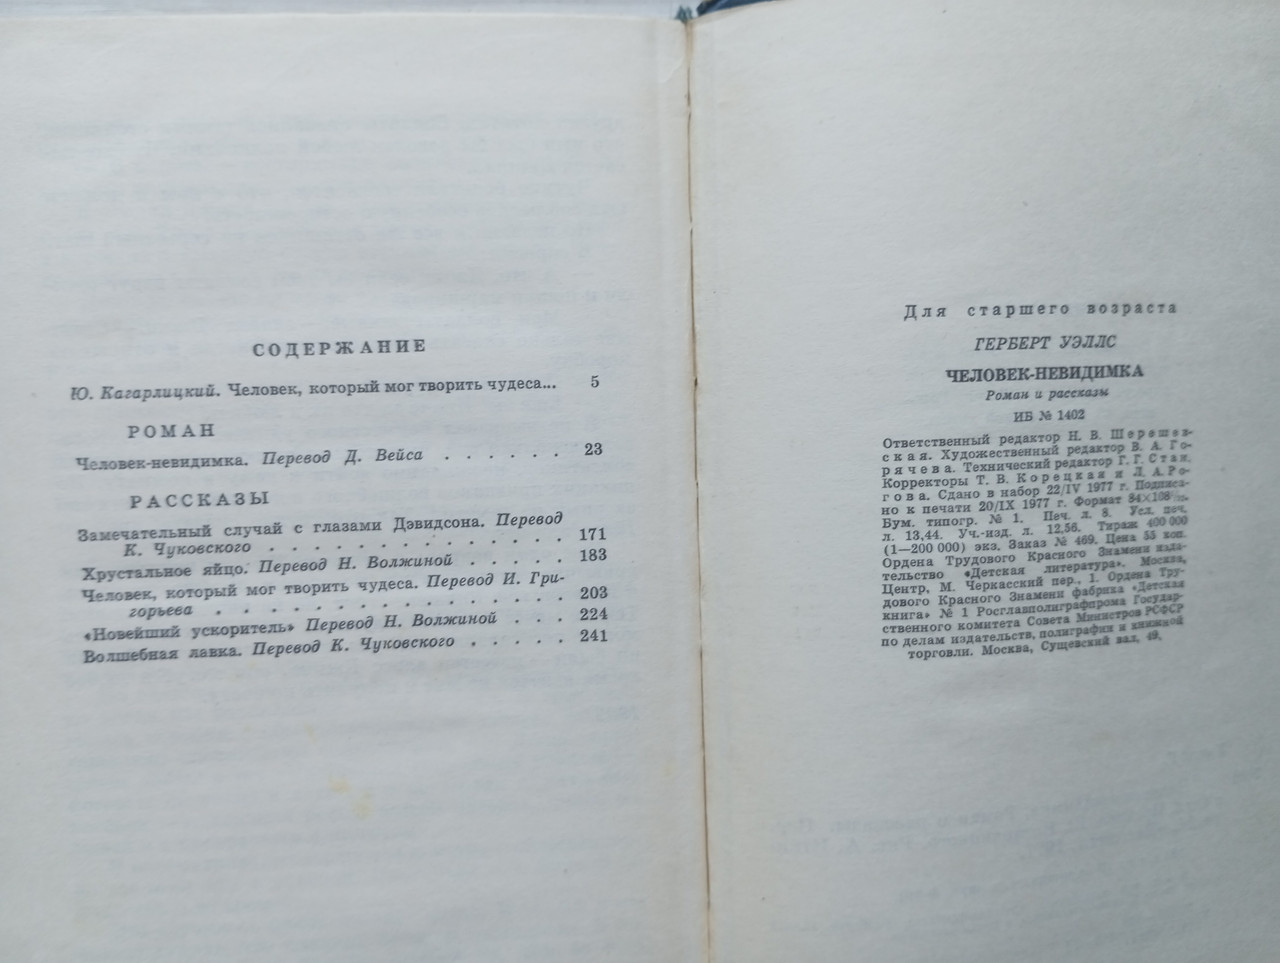 СОДЕРЖАНИЕ
Ю. Кагарлицкий. Человек, который мог творить чудеса... 5
РОМАН
Человек-невидимка. Перевод Д. Вейса . . . . . . 23
РАССКАЗЫ
Замечательный случай с глазами Дэвидсона. Перевод
К. Чуковского . . . . . . . . . . . . . . 171
Хрустальное яйцо. Перевод Н. Волжиной . . . . . 183
Человек, который мог творить чудеса. Перевод И. Гри-
горьева . . . . . . . . . . . . . . . . 203
«Новейший ускоритель» Перевод Н. Волжиной . . . 224
Волшебная лавка. Перевод К. Чуковского . . . . . 241
Для старшего возраста
ГЕРБЕРТ УЭЛЛС
ЧЕЛОВЕК-НЕВИДИМКА
Роман и рассказы
ИБ № 1402
Ответственный редактор Н. В. Шерешев-
ская. Художественный редактор В. А. Го-
рячева. Технический редактор Г. Г. Стан.
Корректоры Т. В. Корецкая и Л. А. Ро-
гова. Сдано в набор 22/IV 1977 г. Подписа-
но к печати 20/IX 1977 г. Формат 84×108
Бум. типогр. № 1. Печ. л. 8. Усл. печ.
л. 13,44. Уч.-изд. л. 12,56. Тираж 400 000
(1—200 000) экз. Заказ № 469. Цена 55 коп.
Ордена Трудового Красного Знамени изда-
тельство «Детская литература». Москва,
Центр, М. Черкасский пер., 1. Ордена Тру-
дового Красного Знамени фабрика «Детская
книга» № 1 Росглавполиграфпрома Государ-
ственного комитета Совета Министров РСФСР
по делам издательств, полиграфии и книжной
торговли. Москва, Сущевский вал, 49.